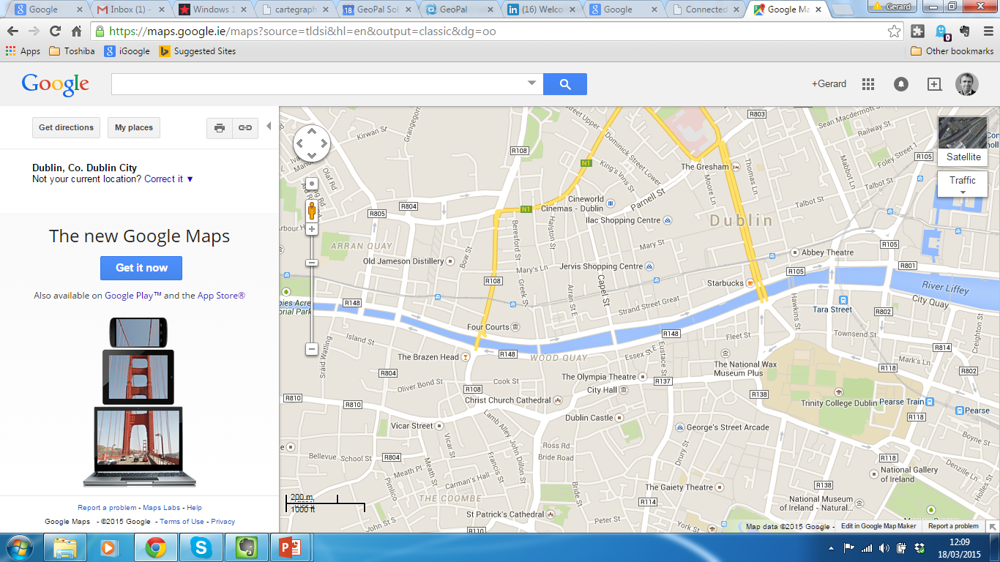 Google
Inbox (1) -
Windows 1
cartegraph
GeoPal Sol
GeoPal
(16) Welco
Google
Connected
Google Ma
Gerard
https://maps.google.ie/maps?source=tldsi&hl=en&output=classic&dg=oo
Apps
Toshiba
iGoogle
Suggested Sites
Other bookmarks
Google
+Gerard
Get directions
My places
Dublin, Co. Dublin City
Not your current location? Correct it ▼
The new Google Maps
Get it now
Also available on Google Play™ and the App Store®
Report a problem - Maps Labs - Help
Google Maps - ©2015 Google - Terms of Use - Privacy
Satellite
Traffic
Kirwan St
Grangegor
R108
Street Upper
Dominick Street Lower
King's Inns St
N1
R803
Sean Macdermott St
Railway St
Foley Street
R105
Mabbot Ln
Talbot St
Talbot St
Thomas Ln
Moore Ln
The Gresham
Parnell St
Cineworld
Cinemas - Dublin
Ilac Shopping Centre
Dublin
Olaf Rd
R805
R804
N1
Halston St
Beresford St
ARRAN QUAY
Old Jameson Distillery
Bow St
Mary St
Mary's Ln
Jervis Shopping Centre
Abbey Theatre
R105
R105
R801
R108
Greek St
Arran St E
Capel St
Starbucks
River Liffey
City Quay
Strand Street Great
R148
Four Courts
R148
Hawkins St
Tara Street
R802
Townsend St
Creighton St
R814
Mark's Ln
Island St
The Brazen Head
R148
WOOD QUAY
Essex St E
Eustace St
Fleet St
The National Wax
Museum Plus
R118
R804
Oliver Bond St
Cook St
R108
The Olympia Theatre
R137
City Hall
R138
Christ Church Cathedral
Trinity College Dublin
Pearse Train
Pearse
R118
R810
R810
Vicar Street
Lamb Alley
John Dillon St
Dublin Castle
George's Street Arcade
Boyne St
Ross Rd
Bride Road
Bellevue
School St
R804
Vicar St
Meath St
Meath Pl
Pimlico
Carman's Hall
Francis St
Bride St
Drury St
R118
Denzille Ln
National Gallery
of Ireland
The Gaiety Theatre
R138
THE COOMBE
R114
National Museum
of Ireland - Natural...
St Patrick's Cathedral
Peter St
York St
John St S
R110
200 m
1000 ft
Map data ©2015 Google -
Edit in Google Map Maker
Report a problem
12:09
18/03/2015